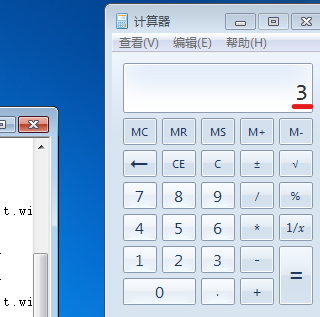 计算器
查看(V) 编辑(E) 帮助(H)
3
MC MR MS M+ M-
← CE C ± √
7 8 9 / %
4 5 6 * 1/x
1 2 3 - =
0 . +
t.wi
t.wi